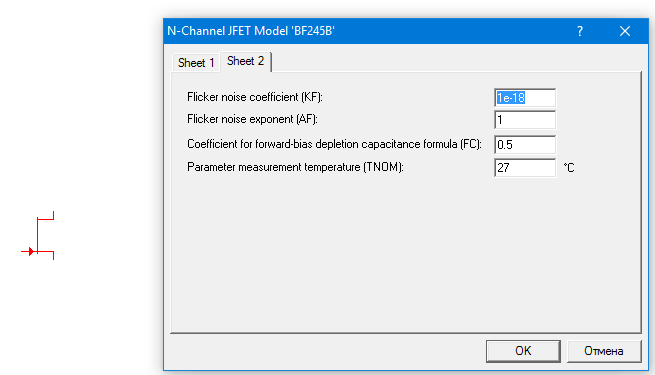 N-Channel JFET Model 'BF245B'
?
Sheet 1 Sheet 2
Flicker noise coefficient (KF): 1e-18
Flicker noise exponent (AF): 1
Coefficient for forward-bias depletion capacitance formula (FC): 0.5
Parameter measurement temperature (TNOM): 27 °C
OK Отмена